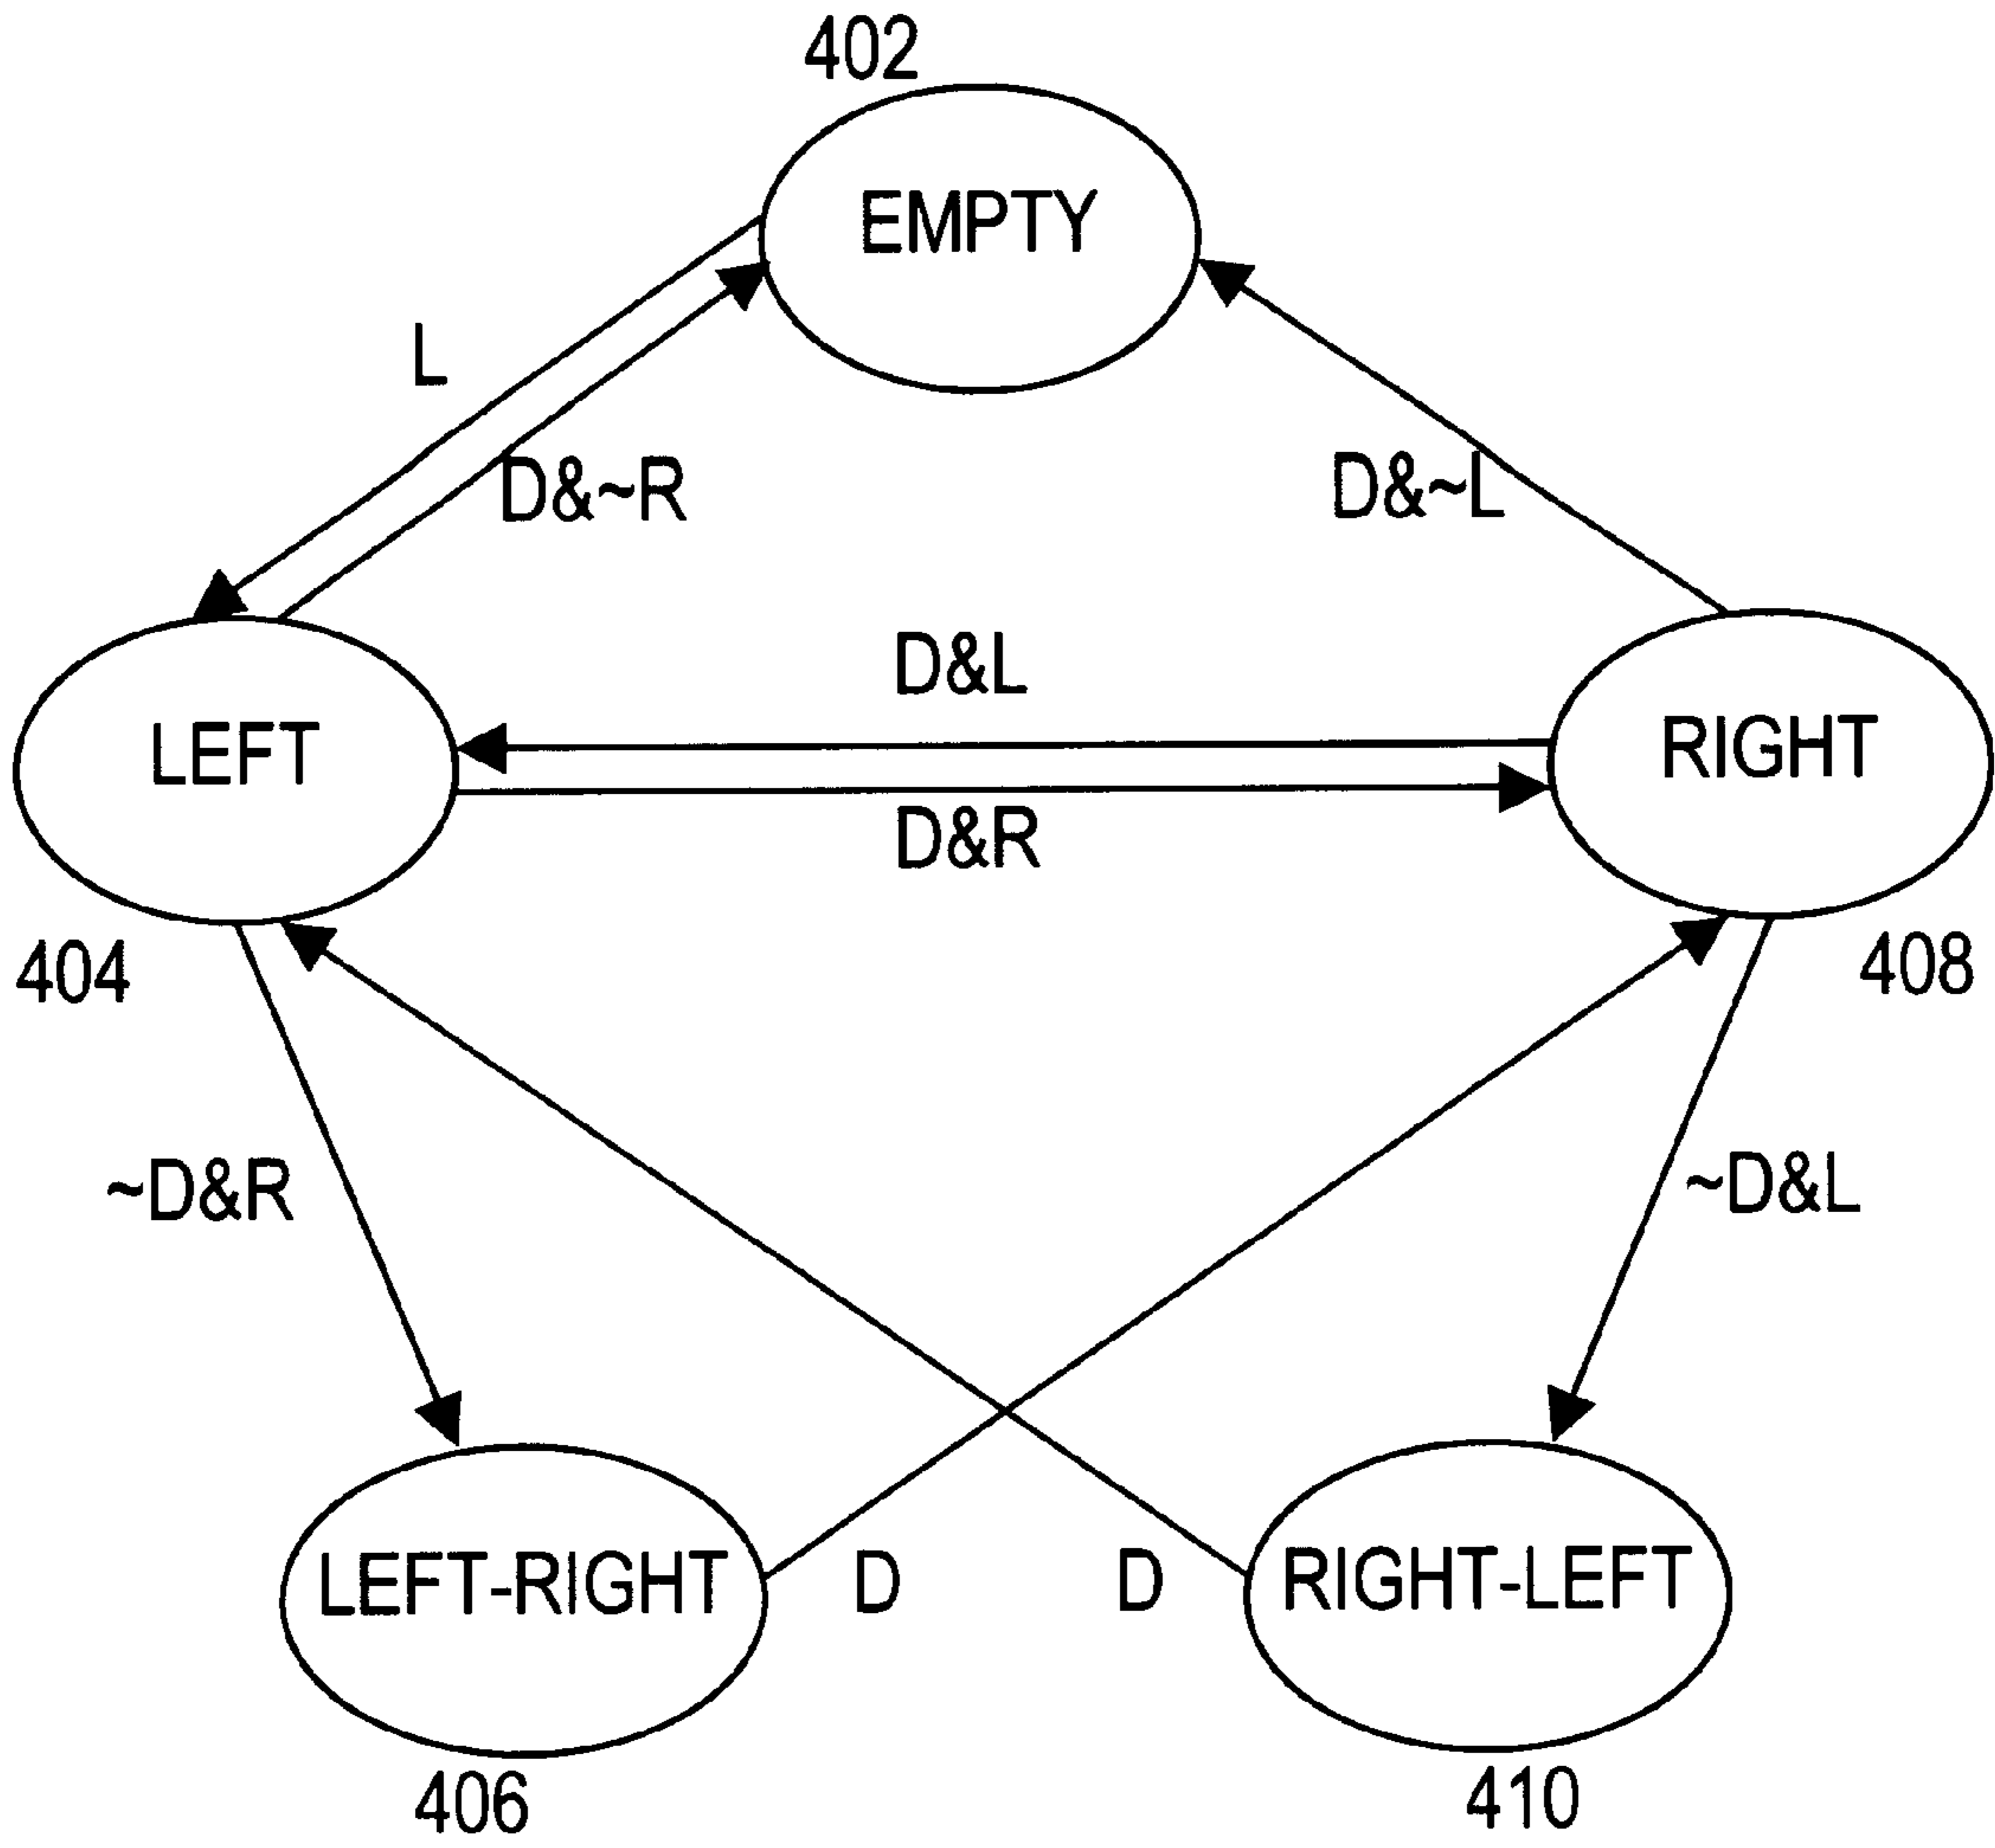 402
EMPTY
L
D&~R
D&~L
D&L
LEFT
RIGHT
D&R
404
408
~D&R
~D&L
LEFT-RIGHT
D
D
RIGHT-LEFT
406
410